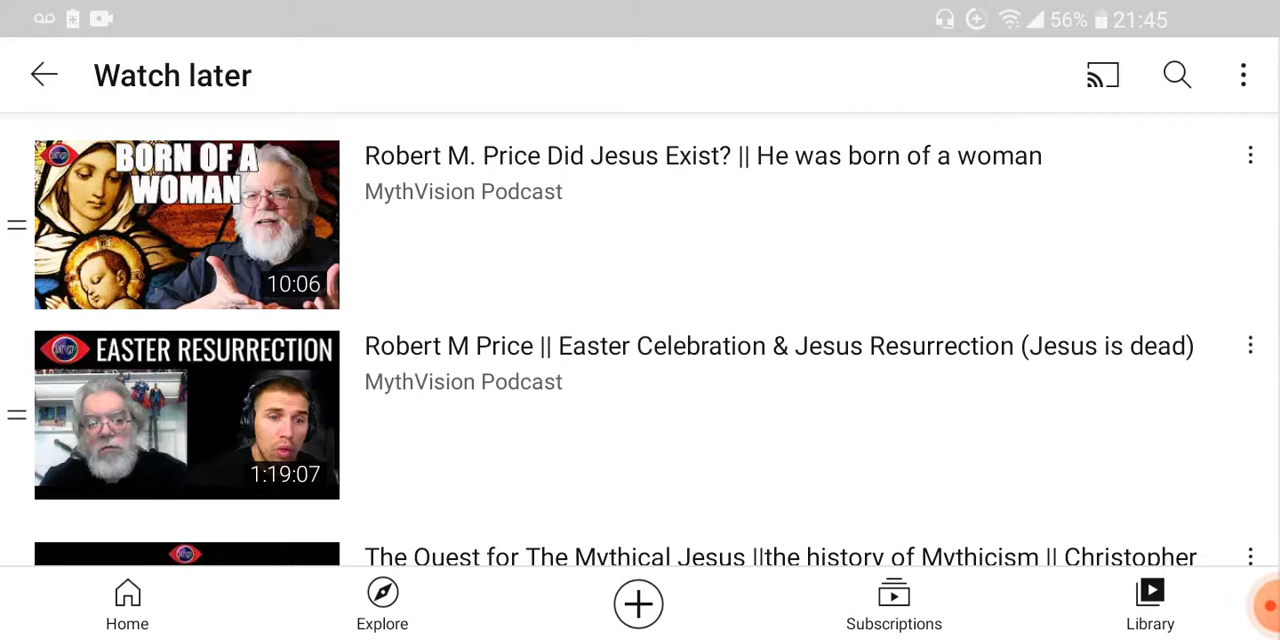 56% 21:45
Watch later
BORN OF A
WOMAN
10:06
Robert M. Price Did Jesus Exist? || He was born of a woman
MythVision Podcast
EASTER RESURRECTION
1:19:07
Robert M Price || Easter Celebration & Jesus Resurrection (Jesus is dead)
MythVision Podcast
The Quest for The Mythical Jesus ||the history of Mythicism || Christopher
Home
Explore
Subscriptions
Library